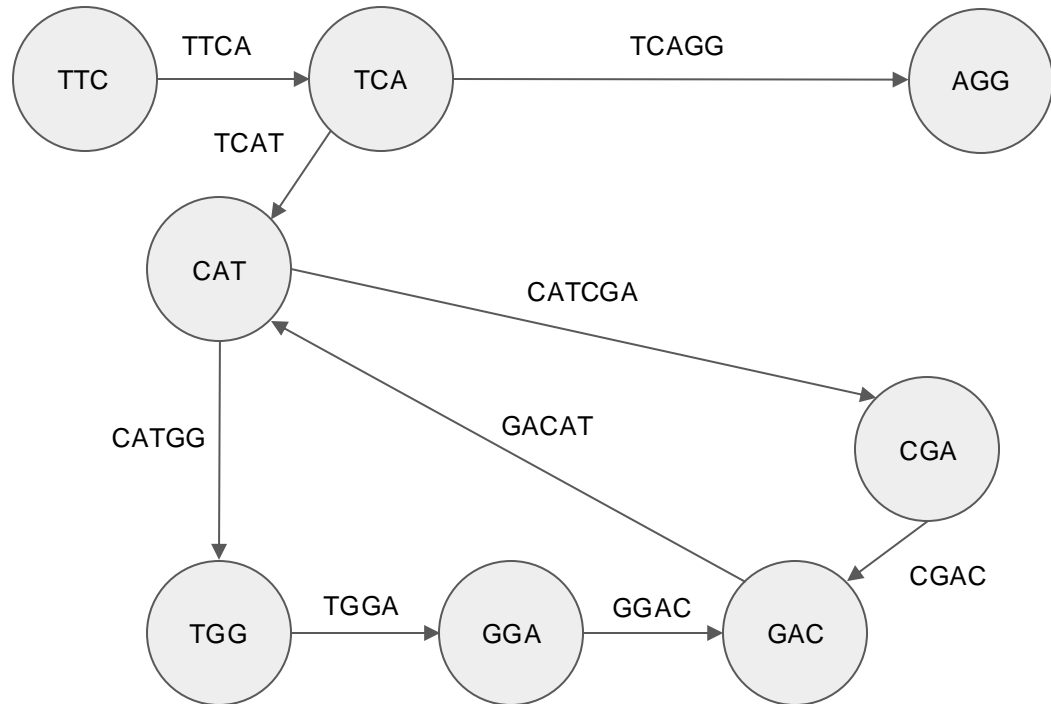 TTCA
TCAGG
TTC
TCA
AGG
TCAT
CAT
CATCGA
CATGG
GACAT
CGA
CGAC
TGGA
GGAC
TGG
GGA
GAC